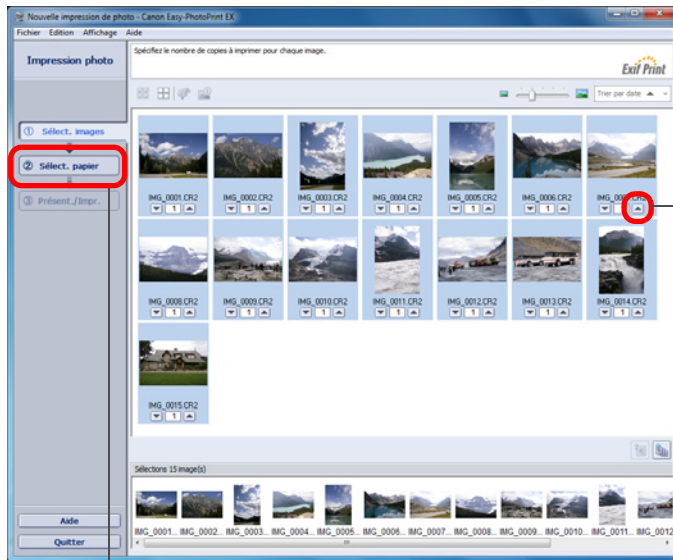 Nouvelle impression de photo - Canon Easy-PhotoPrint EX
Fichier Edition Affichage Aide
Impression photo
Spécifiez le nombre de copies à imprimer pour chaque image.
Exif Print
Trier par date
① Sélect. images
② Sélect. papier
③ Présent./Impr.
IMG_0001.CR2 IMG_0002.CR2 IMG_0003.CR2 IMG_0004.CR2 IMG_0005.CR2 IMG_0006.CR2
1 1 1 1 1 1
IMG_0008.CR2 IMG_0009.CR2 IMG_0010.CR2 IMG_0011.CR2 IMG_0012.CR2 IMG_0013.CR2 IMG_0014.CR2
1 1 1 1 1 1 1
IMG_0015.CR2
1
Sélections 15 image(s)
IMG_0001... IMG_0002... IMG_0003... IMG_0004... IMG_0005... IMG_0006... IMG_0007... IMG_0008... IMG_0009... IMG_0010... IMG_0011... IMG_0012
Aide
Quitter